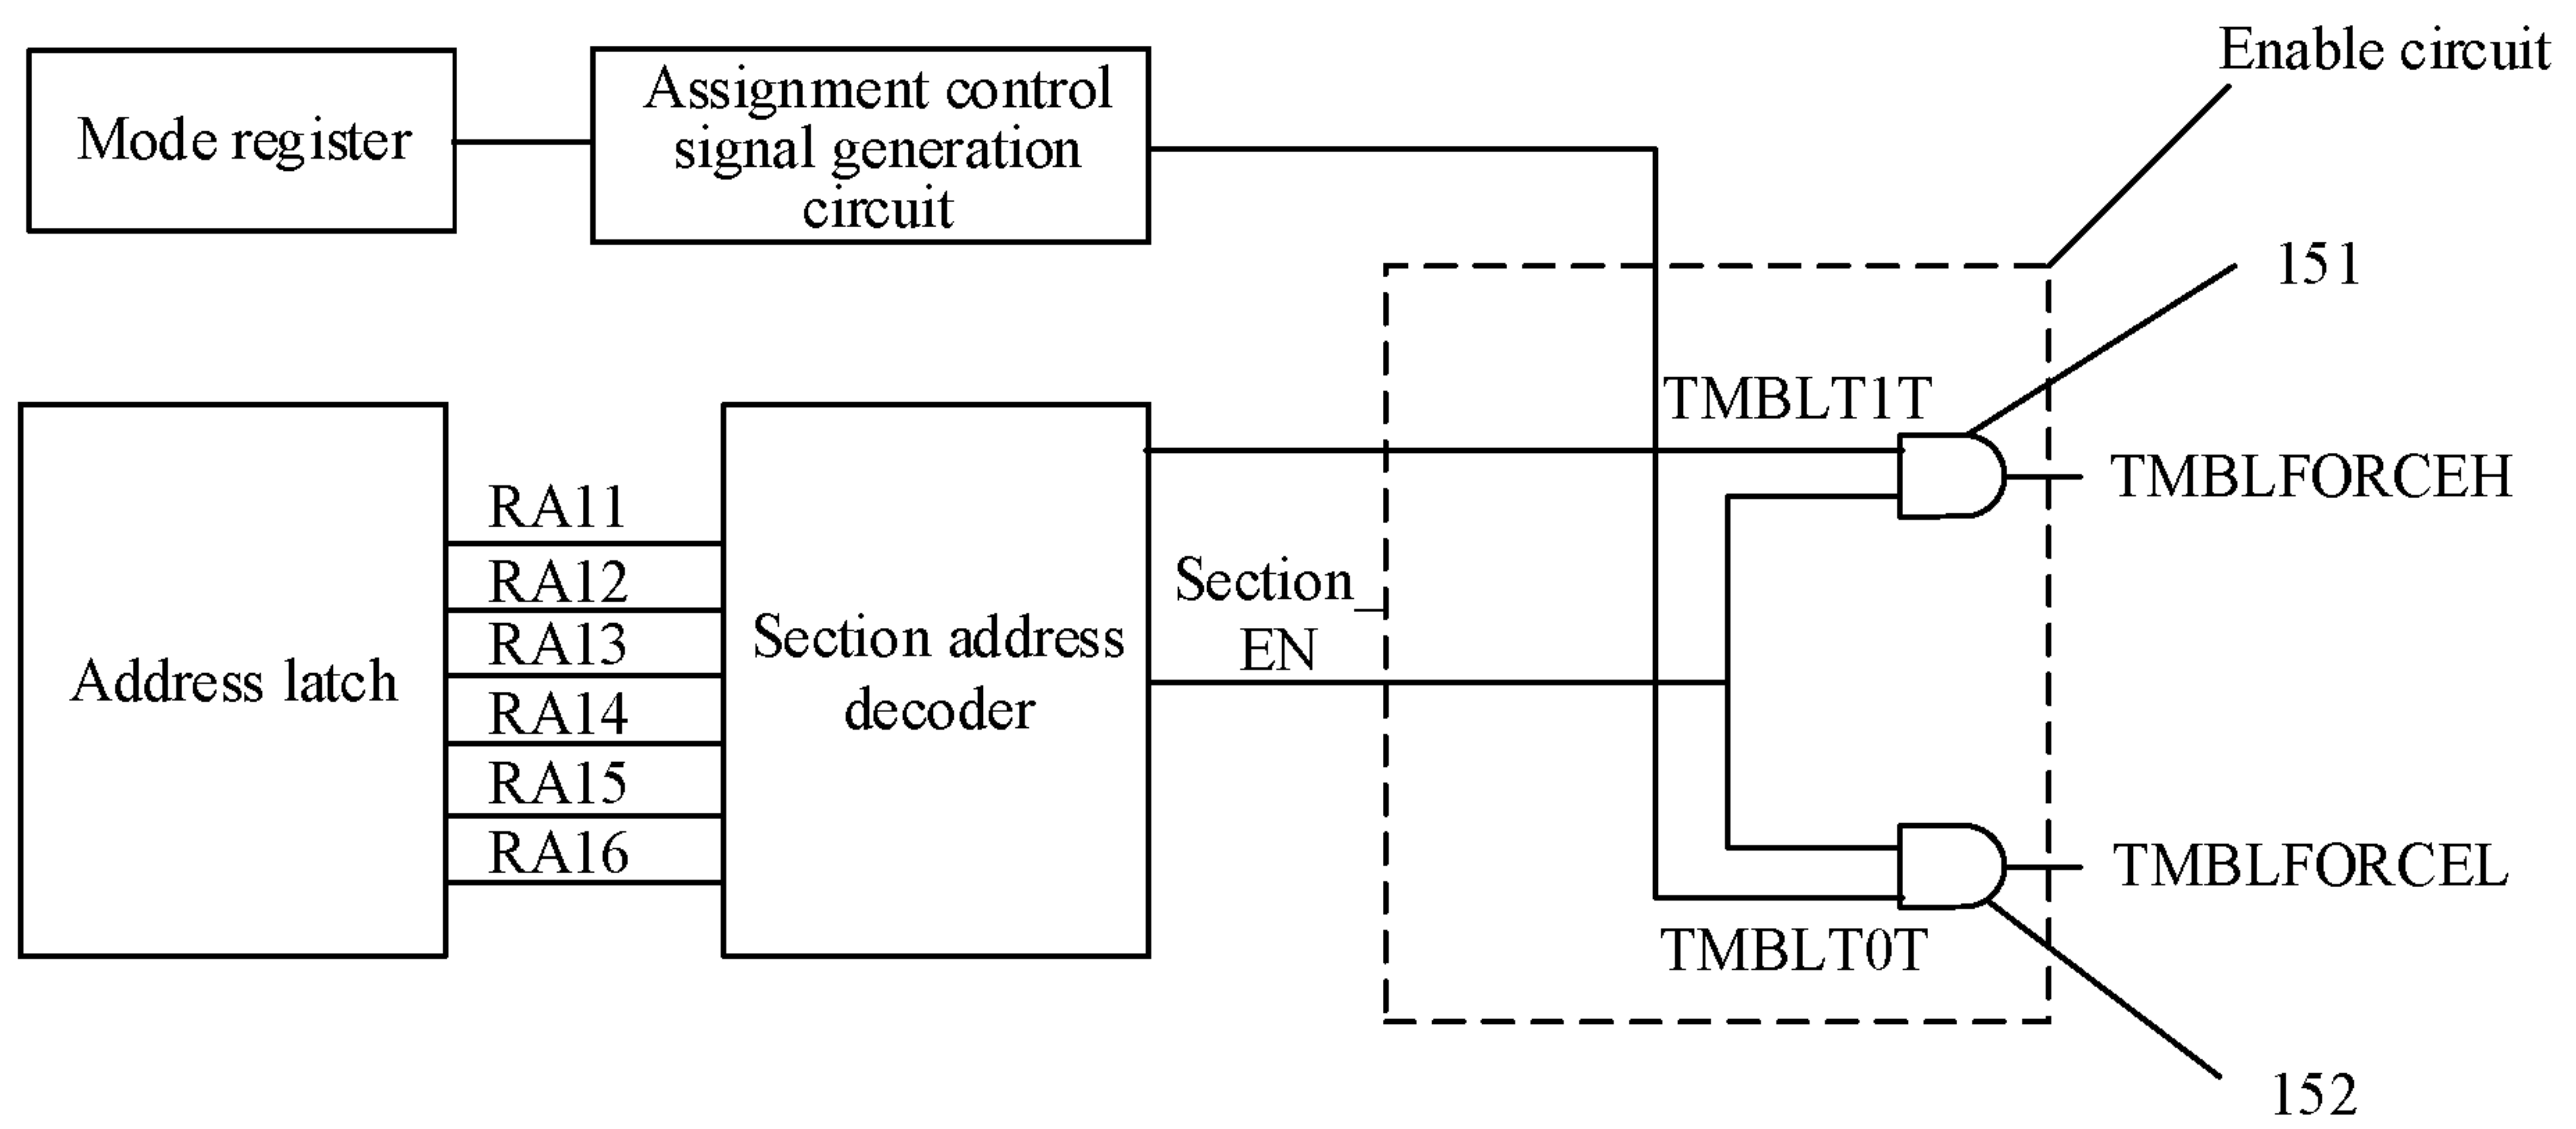 Enable circuit
Mode register
Assignment control
signal generation
circuit
151
TMBLT1T
TMBLFORCEH
Address latch
RA11
RA12
RA13
RA14
RA15
RA16
Section address
decoder
Section_
EN
TMBLFORCEL
TMBLT0T
152